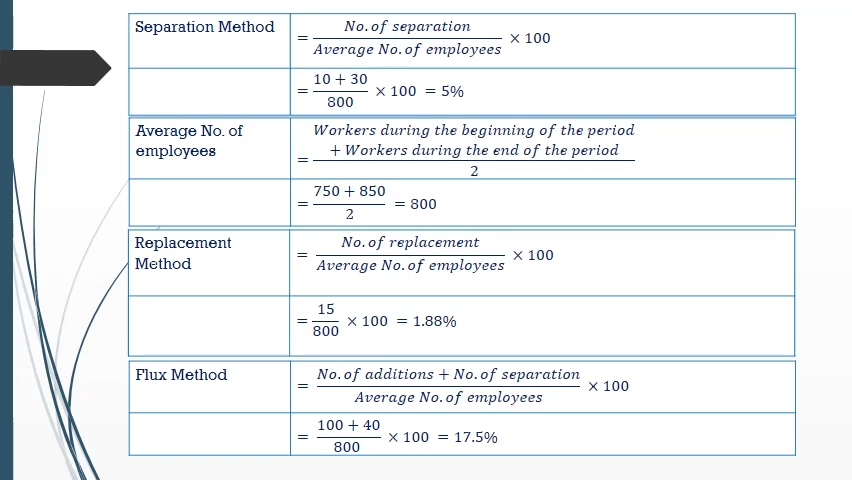 Separation Method
= No. of separation / Average No. of employees × 100
= 10 + 30 / 800 × 100 = 5%
Average No. of
employees
Workers during the beginning of the period
+ Workers during the end of the period
= / 2
= 750 + 850 / 2 = 800
Replacement
Method
= No. of replacement / Average No. of employees × 100
= 15 / 800 × 100 = 1.88%
Flux Method
= No. of additions + No. of separation / Average No. of employees × 100
= 100 + 40 / 800 × 100 = 17.5%